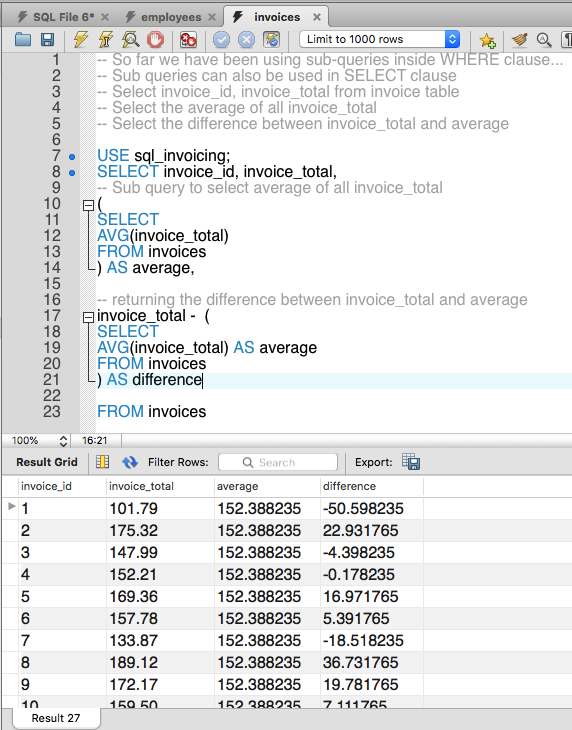 SQL File 6* × employees × invoices ×
Limit to 1000 rows
1 -- So far we have been using sub-queries inside WHERE clause...
2 -- Sub queries can also be used in SELECT clause
3 -- Select invoice_id, invoice_total from invoice table
4 -- Select the average of all invoice_total
5 -- Select the difference between invoice_total and average
6
7 USE sql_invoicing;
8 SELECT invoice_id, invoice_total,
9 -- Sub query to select average of all invoice_total
10 (
11 SELECT
12 AVG(invoice_total)
13 FROM invoices
14 ) AS average,
15
16 -- returning the difference between invoice_total and average
17 invoice_total - (
18 SELECT
19 AVG(invoice_total) AS average
20 FROM invoices
21 ) AS difference
22
23 FROM invoices
100% 16:21
Result Grid Filter Rows: Search Export:
invoice_id invoice_total average difference
1 101.79 152.388235 -50.598235
2 175.32 152.388235 22.931765
3 147.99 152.388235 -4.398235
4 152.21 152.388235 -0.178235
5 169.36 152.388235 16.971765
6 157.78 152.388235 5.391765
7 133.87 152.388235 -18.518235
8 189.12 152.388235 36.731765
9 172.17 152.388235 19.781765
10 159.50 152.388235 7.111765
Result 27